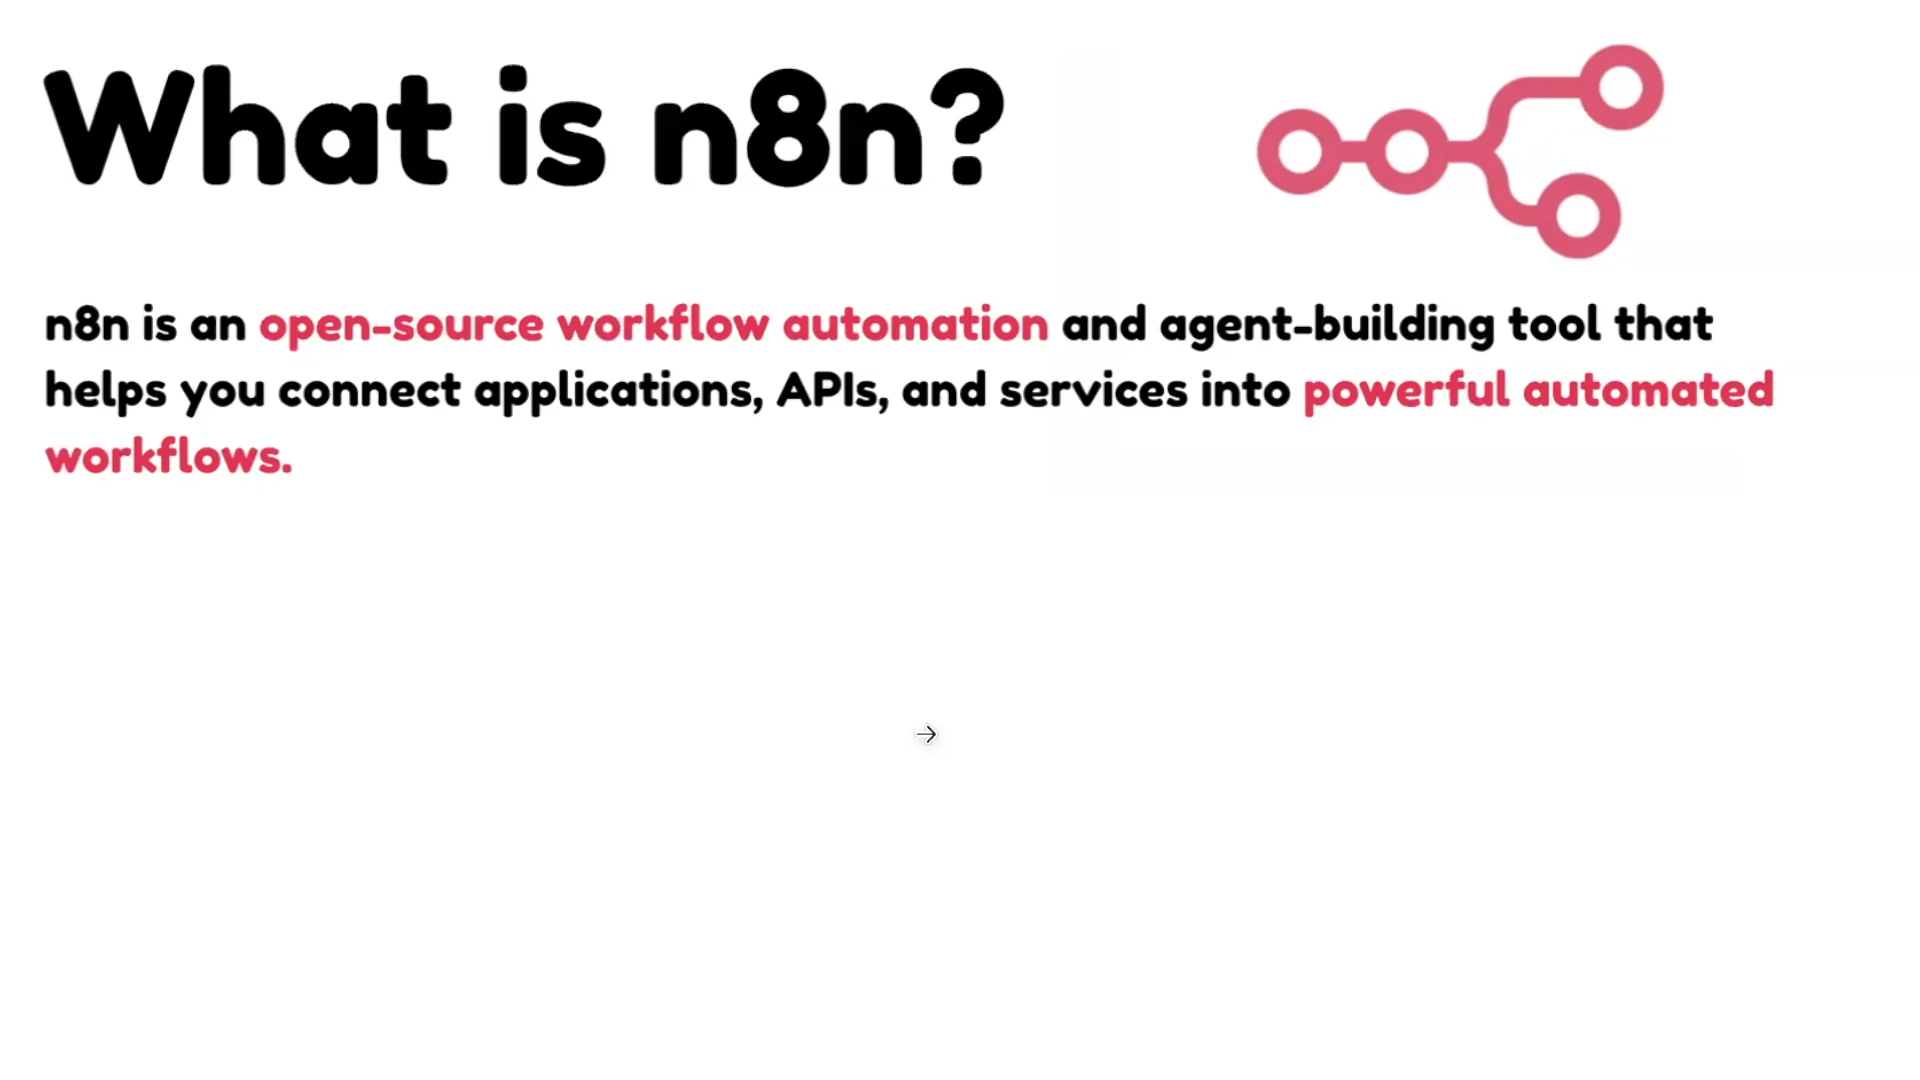 What is n8n?
n8n is an open-source workflow automation and agent-building tool that
helps you connect applications, APIs, and services into powerful automated
workflows.